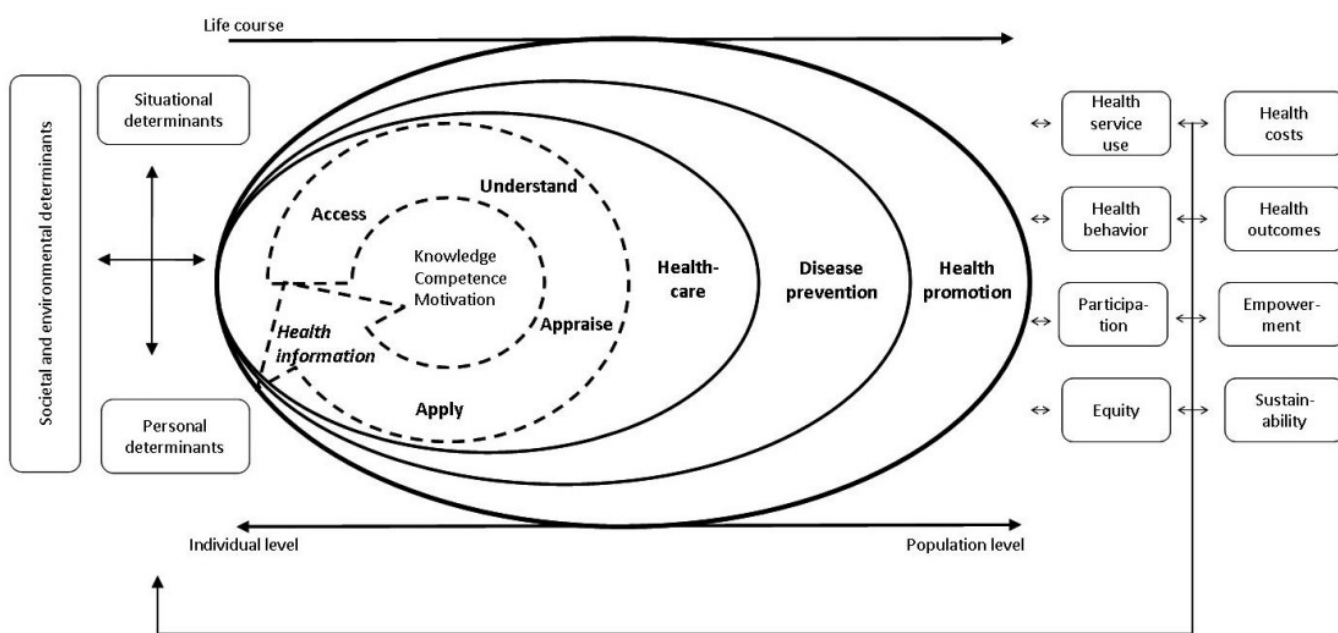 Life course
Societal and environmental determinants
Situational
determinants
Personal
determinants
Access
Understand
Knowledge
Competence
Motivation
Health
information
Appraise
Apply
Health-
care
Disease
prevention
Health
promotion
Health
service
use
Health
costs
Health
behavior
Health
outcomes
Participa-
tion
Empower-
ment
Equity
Sustain-
ability
Individual level
Population level